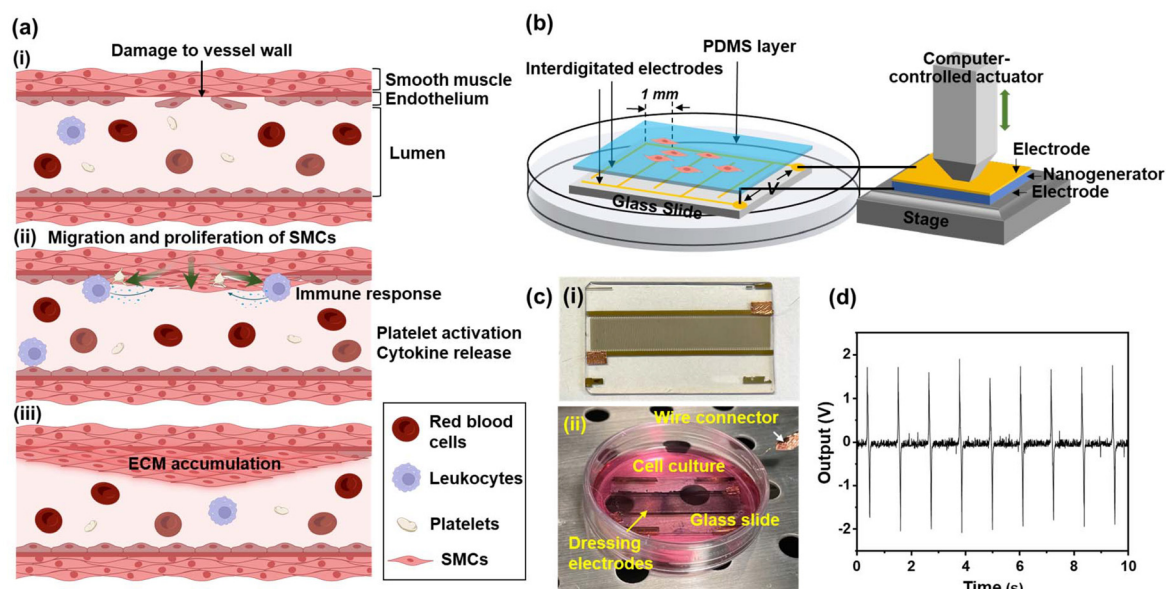 (a)
(i)
Damage to vessel wall
Smooth muscle
Endothelium
Lumen
(ii)
Migration and proliferation of SMCs
Immune response
Platelet activation
Cytokine release
(iii)
ECM accumulation
Red blood
cells
Leukocytes
Platelets
SMCs
(b)
PDMS layer
Interdigitated electrodes
1 mm
V
Glass Slide
Computer-
controlled actuator
Electrode
Nanogenerator
Electrode
Stage
(c)
(i)
(ii)
Wire connector
Cell culture
Glass slide
Dressing
electrodes
(d)
Output (V)
2
1
0
-1
-2
0 2 4 6 8 10
Time (s)